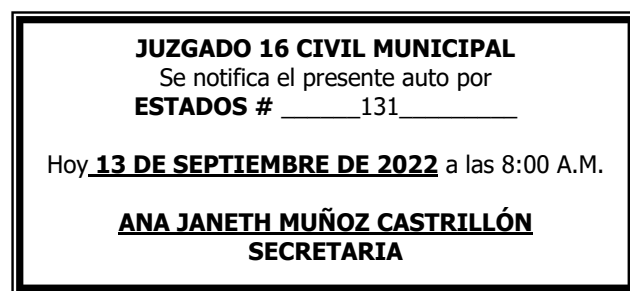 JUZGADO 16 CIVIL MUNICIPAL
Se notifica el presente auto por
ESTADOS # ______131_________
Hoy 13 DE SEPTIEMBRE DE 2022 a las 8:00 A.M.
ANA JANETH MUÑOZ CASTRILLÓN
SECRETARIA